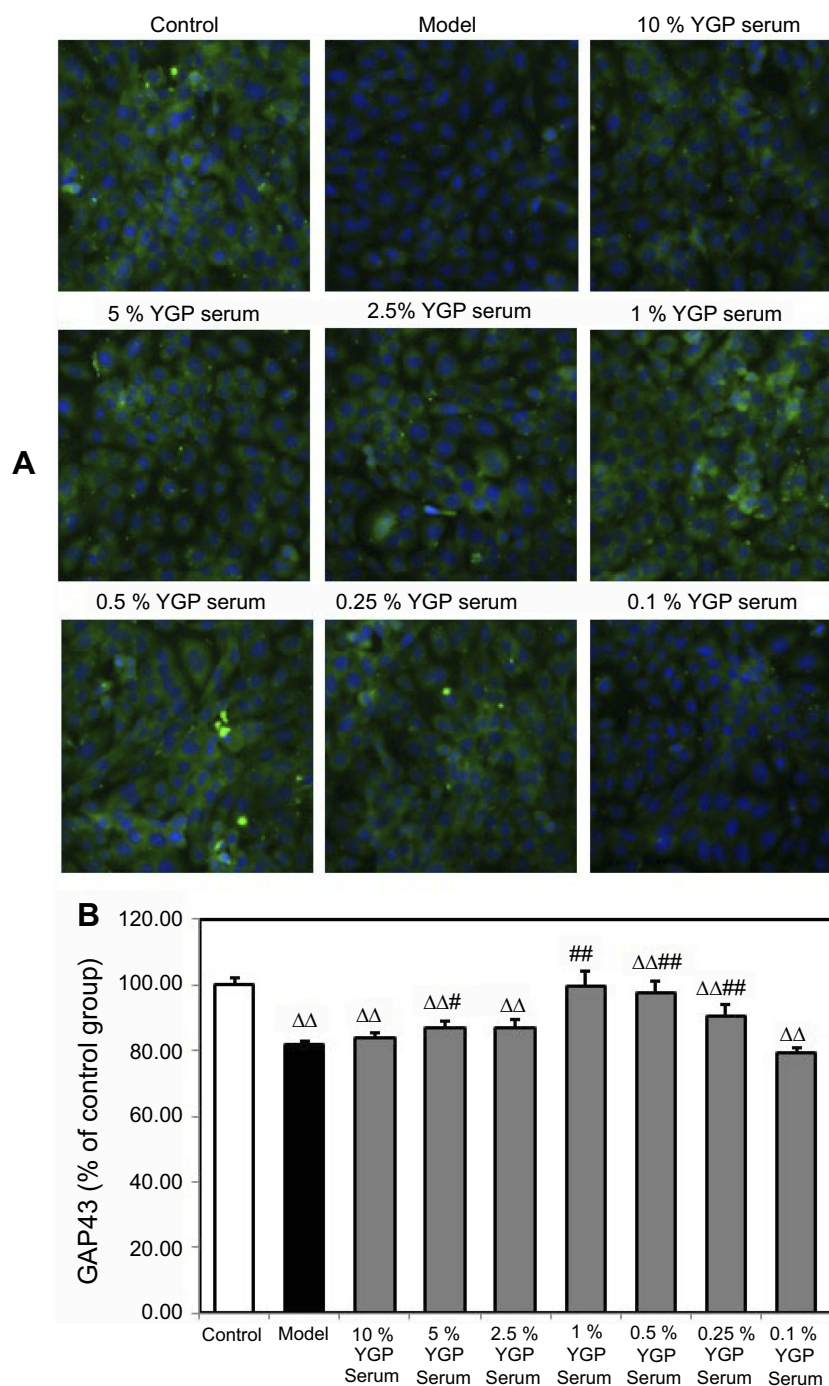 Control Model 10 % YGP serum
5 % YGP serum 2.5% YGP serum 1 % YGP serum
A
0.5 % YGP serum 0.25 % YGP serum 0.1 % YGP serum
B
GAP43 (% of control group)
120.00
100.00
80.00
60.00
40.00
20.00
0.00
ΔΔ
ΔΔ
ΔΔ#
ΔΔ
##
ΔΔ##
ΔΔ##
ΔΔ
Control
Model
10 %
YGP
Serum
5 %
YGP
Serum
2.5 %
YGP
Serum
1 %
YGP
Serum
0.5 %
YGP
Serum
0.25 %
YGP
Serum
0.1 %
YGP
Serum